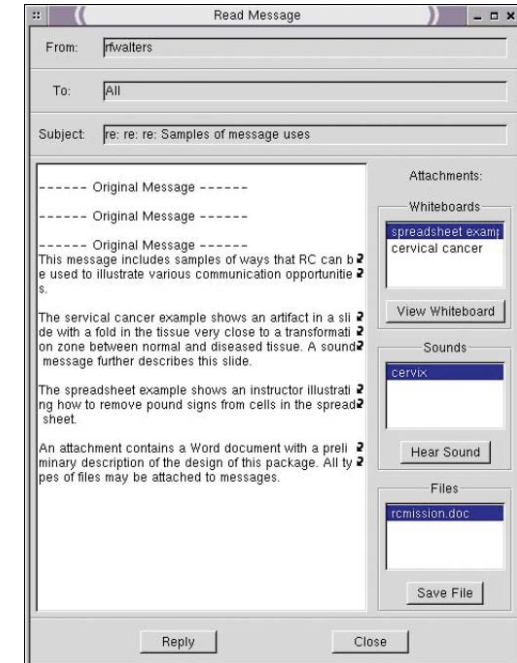 Read Message
From: rfwalters
To: All
Subject: re: re: re: Samples of message uses
------ Original Message ------
------ Original Message ------
------ Original Message ------
This message includes samples of ways that RC can b
e used to illustrate various communication opportunitie
s.
The servical cancer example shows an artifact in a sli
de with a fold in the tissue very close to a transformati
on zone between normal and diseased tissue. A sound
message further describes this slide.
The spreadsheet example shows an instructor illustrati
ng how to remove pound signs from cells in the spread
sheet.
An attachment contains a Word document with a preli
minary description of the design of this package. All ty
pes of files may be attached to messages.
Attachments:
Whiteboards
spreadsheet examp
cervical cancer
View Whiteboard
Sounds
cervix
Hear Sound
Files
rcmission.doc
Save File
Reply
Close